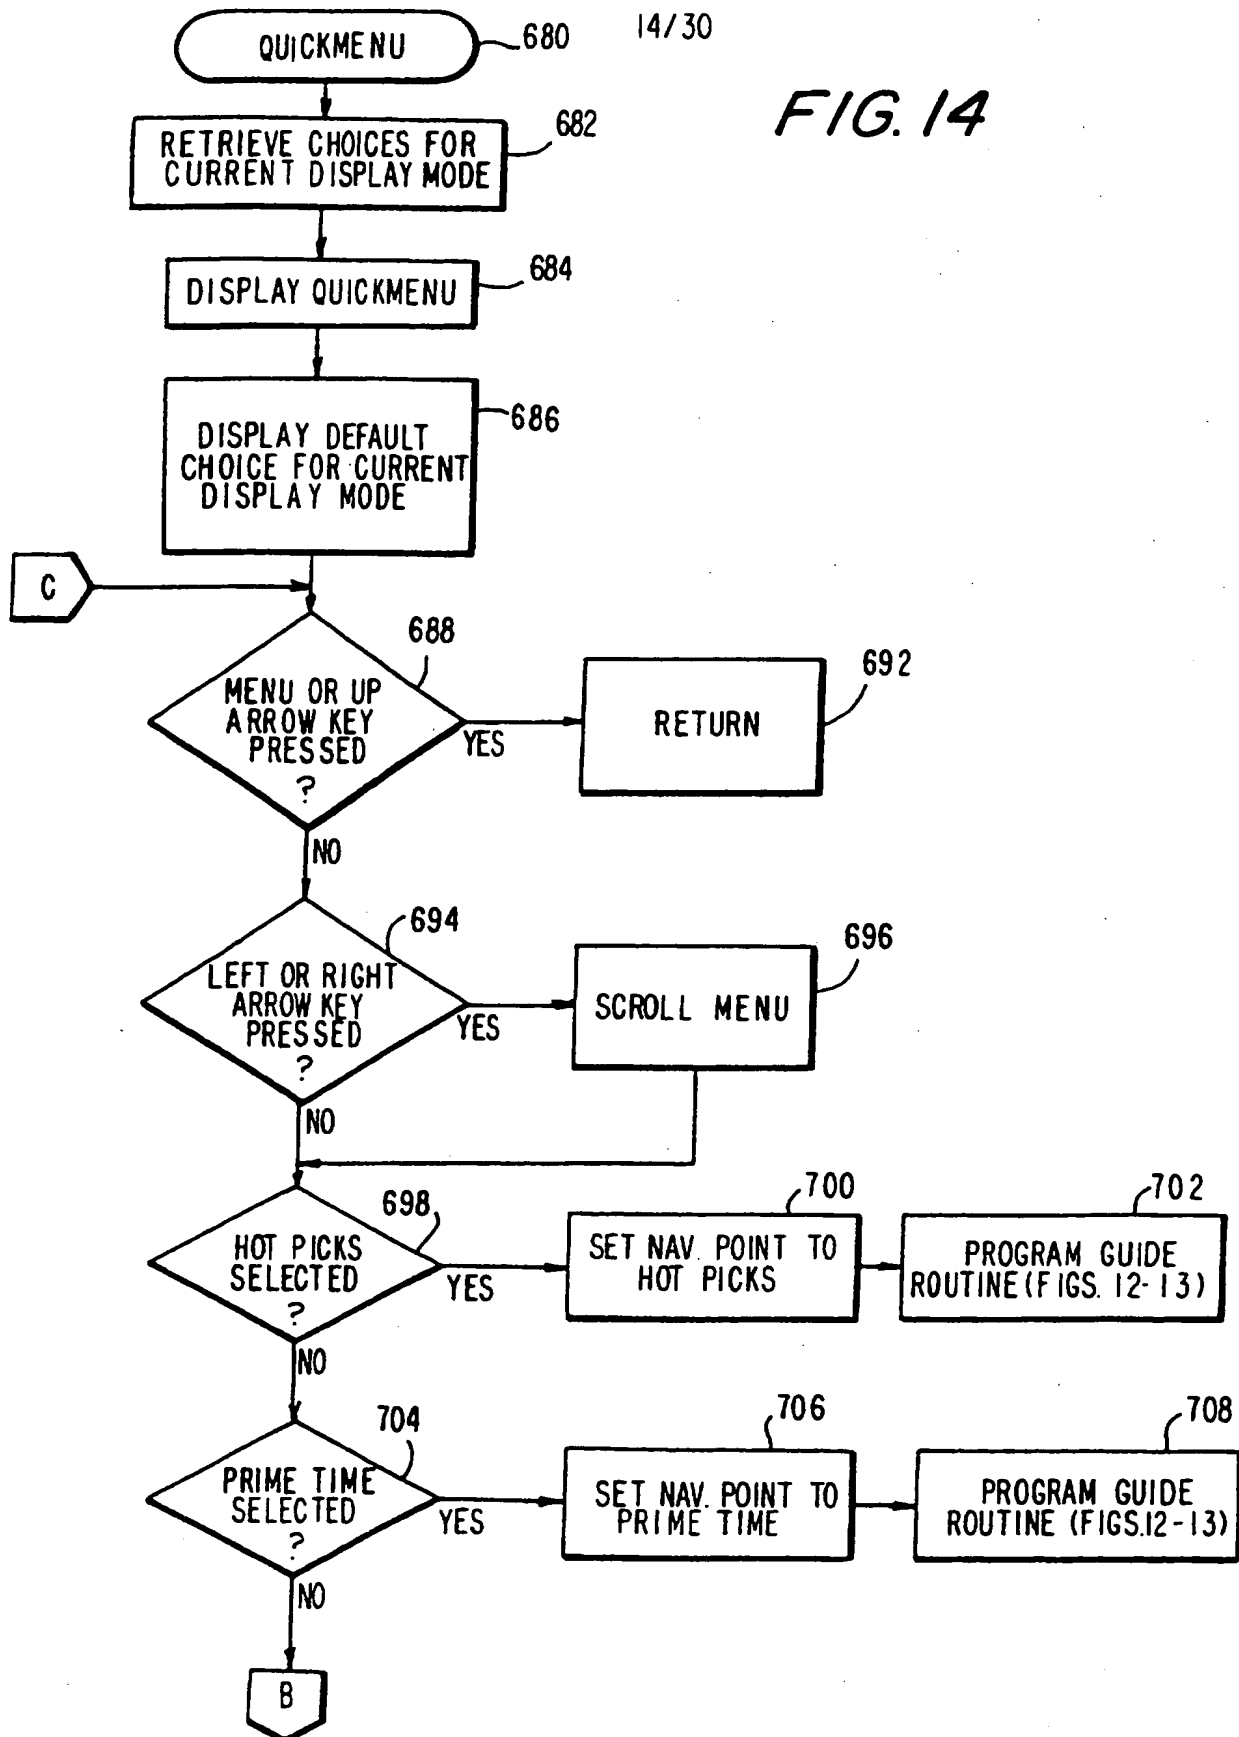 14/30
FIG. 14
QUICKMENU
680
RETRIEVE CHOICES FOR
CURRENT DISPLAY MODE
682
DISPLAY QUICKMENU
684
DISPLAY DEFAULT
CHOICE FOR CURRENT
DISPLAY MODE
686
C
MENU OR UP
ARROW KEY
PRESSED
?
688
YES
RETURN
692
NO
LEFT OR RIGHT
ARROW KEY
PRESSED
?
694
YES
SCROLL MENU
696
NO
HOT PICKS
SELECTED
?
698
YES
SET NAV. POINT TO
HOT PICKS
700
PROGRAM GUIDE
ROUTINE (FIGS. 12-13)
702
NO
PRIME TIME
SELECTED
?
704
YES
SET NAV. POINT TO
PRIME TIME
706
PROGRAM GUIDE
ROUTINE (FIGS.12-13)
708
NO
B